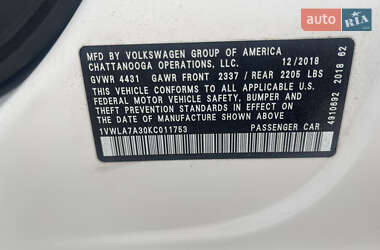 auto RIA
.com
MFD BY VOLKSWAGEN GROUP OF AMERICA
CHATTANOOGA OPERATIONS, LLC. 12/2018
GVWR 4431 GAWR FRONT 2337 / REAR 2205 LBS
THIS VEHICLE CONFORMS TO ALL APPLICABLE U.S.
FEDERAL MOTOR VEHICLE SAFETY, BUMPER AND
THEFT PREVENTION STANDARDS IN EFFECT ON THE
DATE OF MANUFACTURE SHOWN ABOVE
1VWLA7A30KC011753 PASSENGER CAR
4910692 2018 62